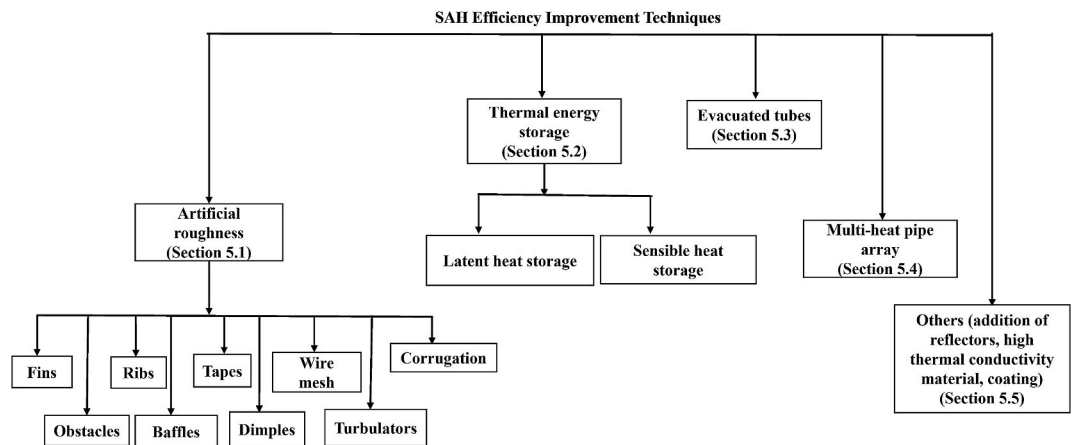 SAH Efficiency Improvement Techniques
Thermal energy
storage
(Section 5.2)
Evacuated tubes
(Section 5.3)
Artificial
roughness
(Section 5.1)
Latent heat storage
Sensible heat
storage
Multi-heat pipe
array
(Section 5.4)
Others (addition of
reflectors, high
thermal conductivity
material, coating)
(Section 5.5)
Fins
Ribs
Tapes
Wire
mesh
Corrugation
Obstacles
Baffles
Dimples
Turbulators